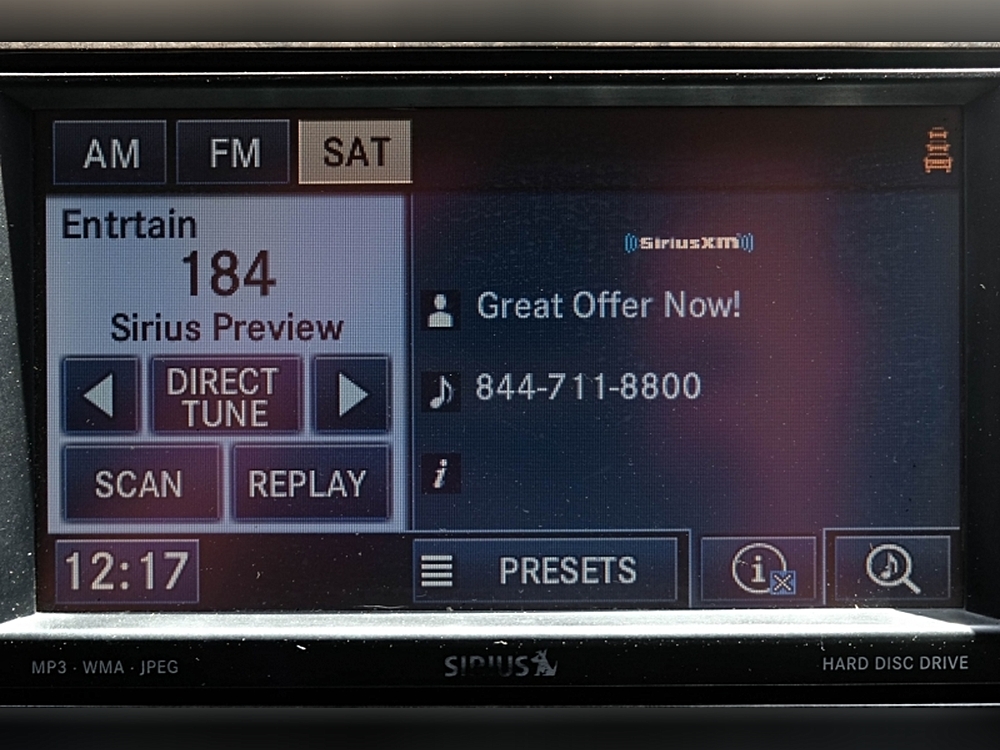 AM FM SAT
Entrtain
184
Sirius Preview
DIRECT
TUNE
SCAN REPLAY
12:17
SiriusXM
Great Offer Now!
844-711-8800
i
PRESETS
i
MP3 · WMA · JPEG
SIRIUS
HARD DISC DRIVE